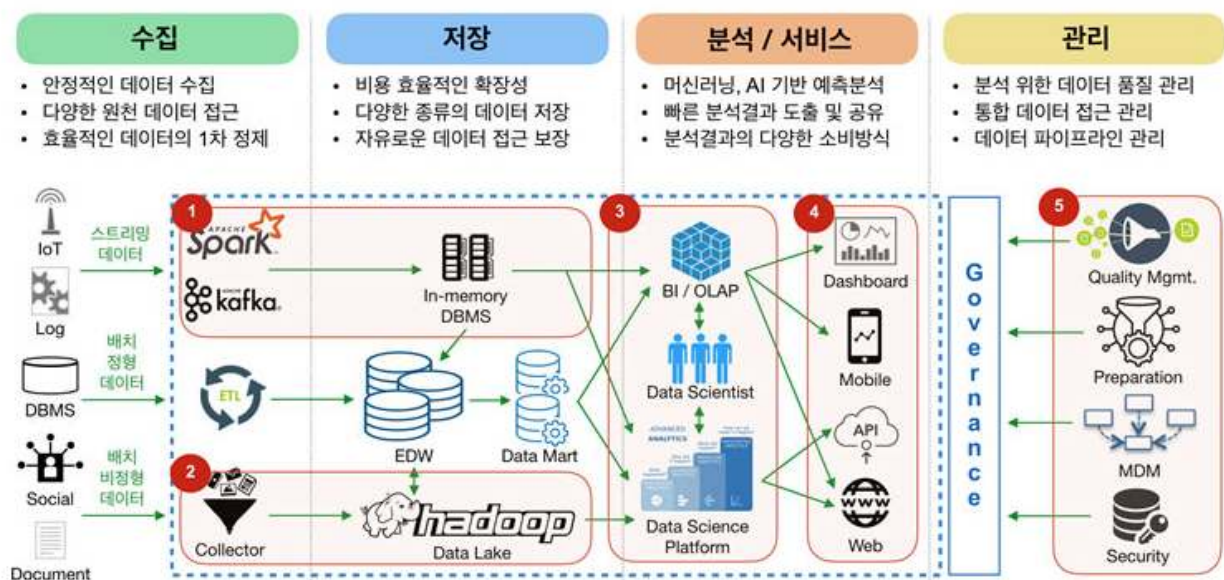 수집
• 안정적인 데이터 수집
• 다양한 원천 데이터 접근
• 효율적인 데이터의 1차 정제
저장
• 비용 효율적인 확장성
• 다양한 종류의 데이터 저장
• 자유로운 데이터 접근 보장
분석 / 서비스
• 머신러닝, AI 기반 예측분석
• 빠른 분석결과 도출 및 공유
• 분석결과의 다양한 소비방식
관리
• 분석 위한 데이터 품질 관리
• 통합 데이터 접근 관리
• 데이터 파이프라인 관리
IoT
Log
DBMS
Social
Document
스트리밍
데이터
배치
정형
데이터
배치
비정형
데이터
1
APACHE
Spark
kafka
In-memory
DBMS
ETL
EDW
Data Mart
2
Collector
hadoop
Data Lake
3
BI / OLAP
Data Scientist
ADVANCED
ANALYTICS
Data Science
Platform
4
Dashboard
Mobile
API
WWW
Web
Governance
5
Quality Mgmt.
Preparation
MDM
Security